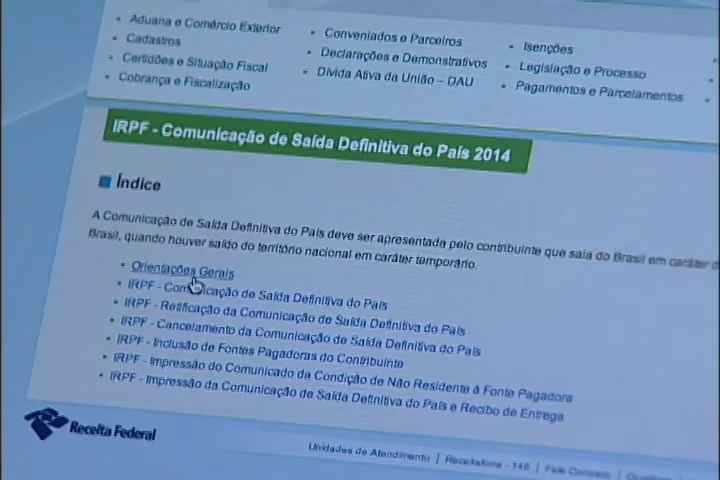 Aduana e Comércio Exterior
Cadastros
Certidões e Situação Fiscal
Cobrança e Fiscalização
Conveniados e Parceiros
Declarações e Demonstrativos
Dívida Ativa da União – DAU
Isenções
Legislação e Processo
Pagamentos e Parcelamentos
IRPF - Comunicação de Saída Definitiva do País 2014
Índice
A Comunicação de Saída Definitiva do País deve ser apresentada pelo contribuinte que saia do Brasil em caráter
Brasil, quando houver saído do território nacional em caráter temporário.
Orientações Gerais
IRPF - Comunicação de Saída Definitiva do País
IRPF - Retificação da Comunicação de Saída Definitiva do País
IRPF - Cancelamento da Comunicação de Saída Definitiva do País
IRPF - Inclusão de Fontes Pagadoras do Contribuinte
IRPF - Impressão do Comunicado da Condição de Não Residente à Fonte Pagadora
IRPF - Impressão da Comunicação de Saída Definitiva do País e Recibo de Entrega
Receita Federal
Unidades de Atendimento | Receitafone - 146 | Fale Conosco |